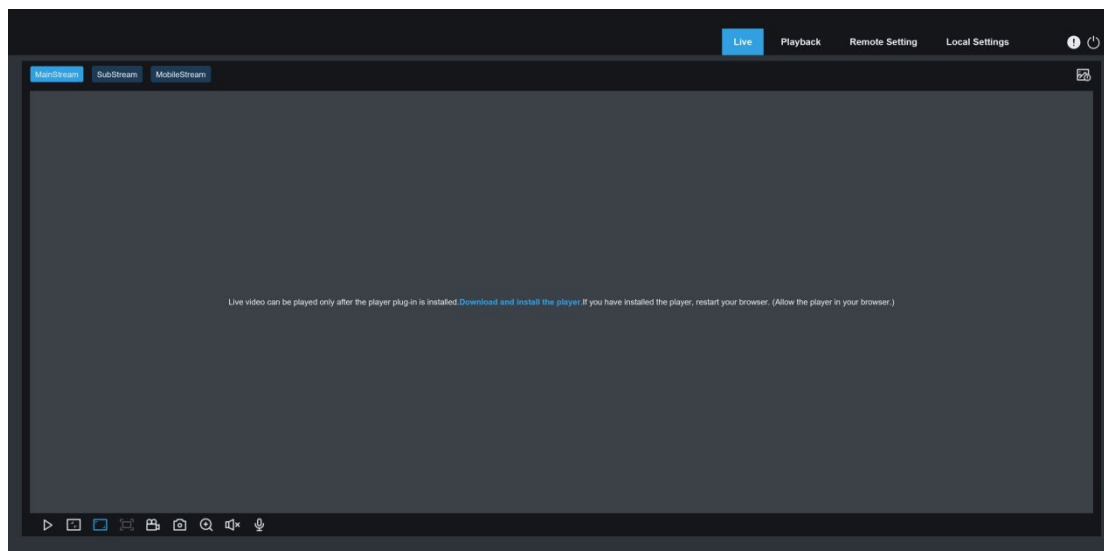 Live Playback Remote Setting Local Settings
MainStream SubStream MobileStream
Live video can be played only after the player plug-in is installed.Download and install the player.If you have installed the player, restart your browser. (Allow the player in your browser.)